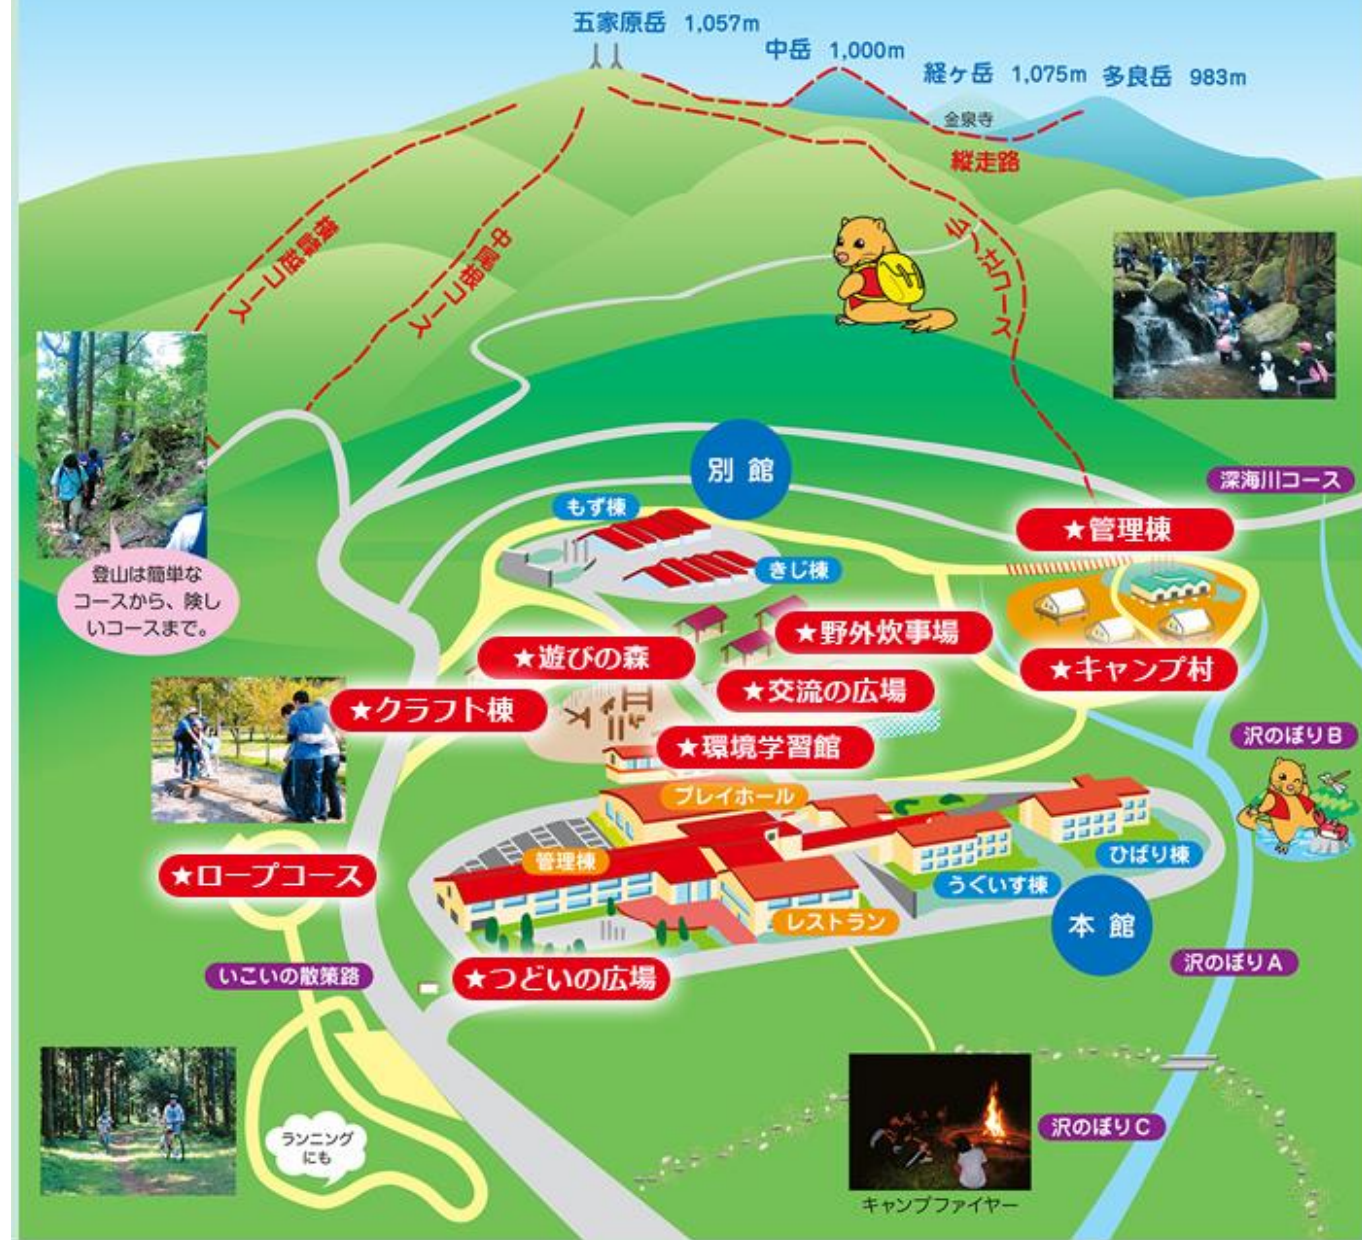 五家原岳 1,057m
中岳 1,000m
経ヶ岳 1,075m
多良岳 983m
金泉寺
縦走路
横峰越コース
中尾根コース
仏ノ辻コース
別館
深海川コース
もず棟
★管理棟
きじ棟
登山は簡単な
コースから、険し
いコースまで。
★野外炊事場
★遊びの森
★キャンプ村
★交流の広場
★クラフト棟
★環境学習館
沢のぼりB
プレイホール
管理棟
ひばり棟
★ロープコース
うぐいす棟
レストラン
本館
沢のぼりA
いこいの散策路
★つどいの広場
沢のぼりC
ランニング
にも
キャンプファイヤー